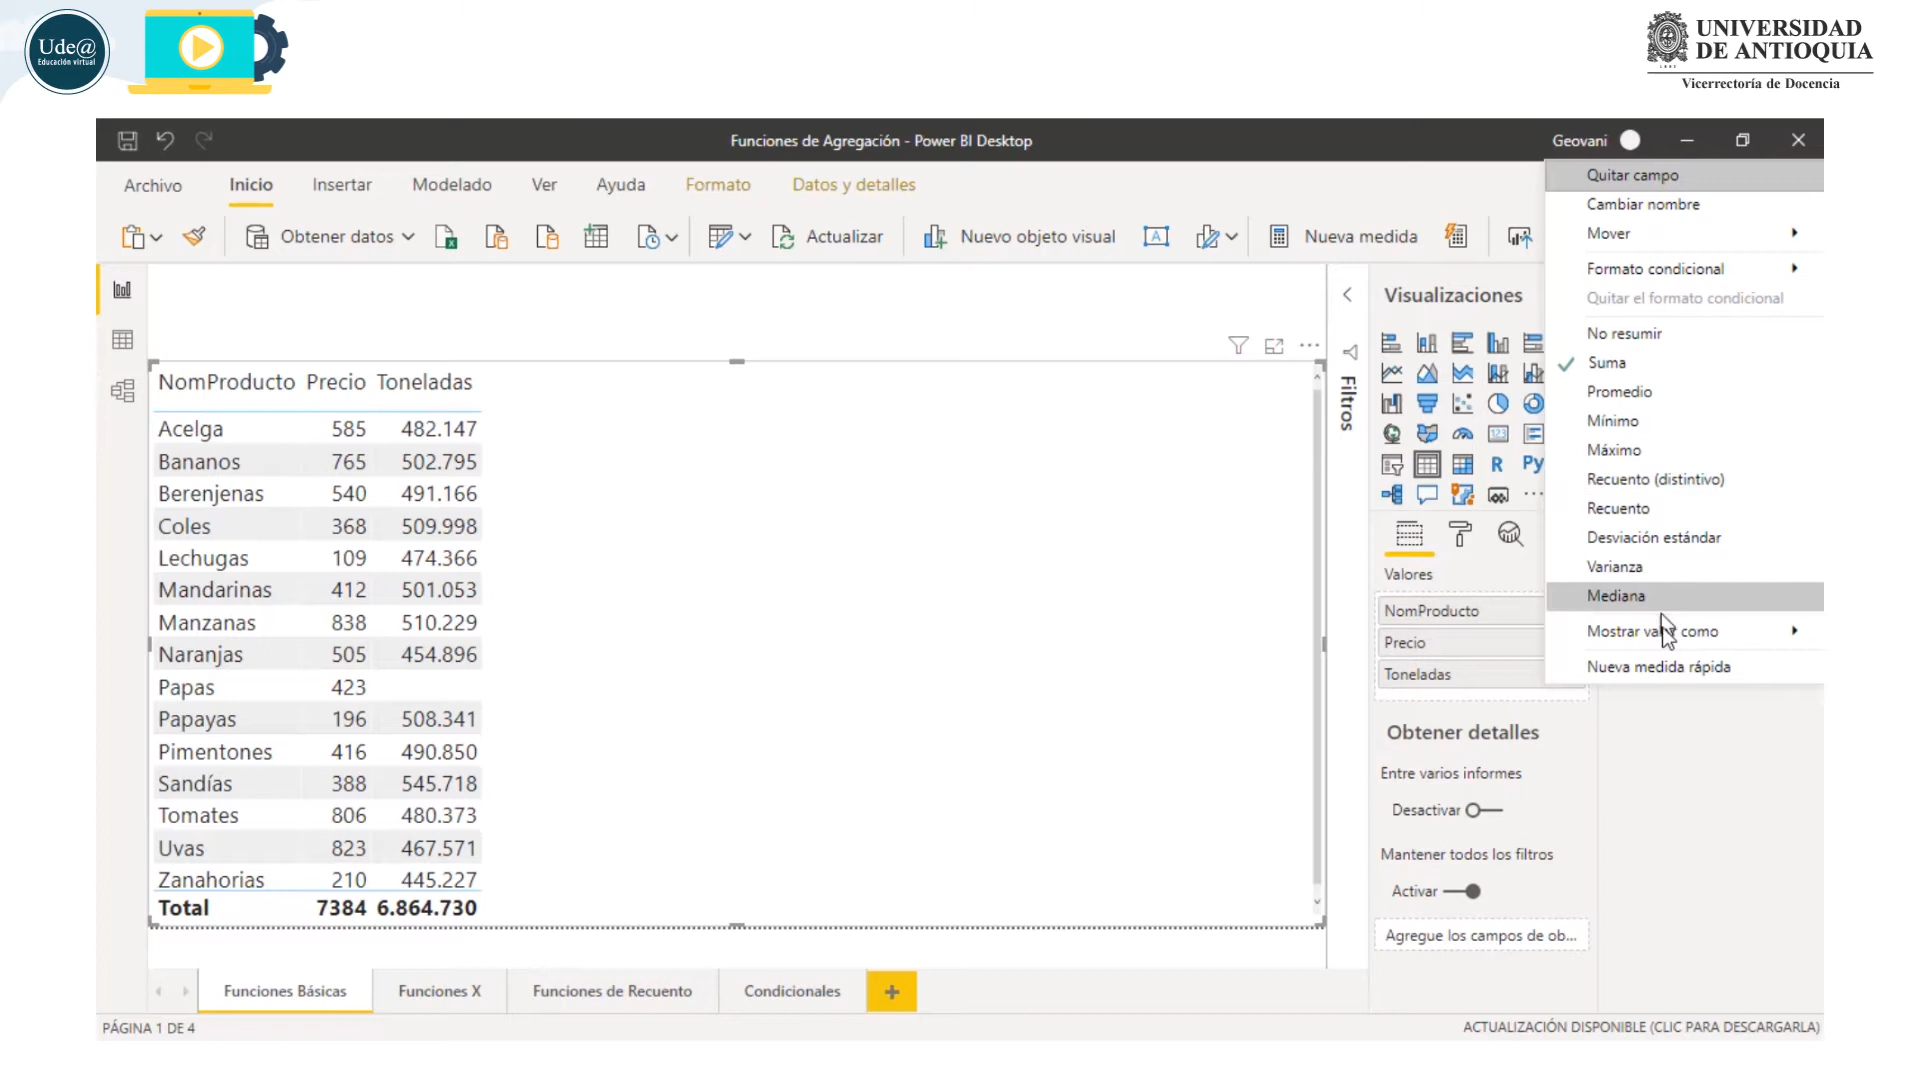 Ude@
Educación virtual
UNIVERSIDAD
DE ANTIOQUIA
1803
Vicerrectoría de Docencia
Funciones de Agregación - Power BI Desktop
Geovani
Archivo
Inicio
Insertar
Modelado
Ver
Ayuda
Formato
Datos y detalles
Obtener datos
Actualizar
Nuevo objeto visual
Nueva medida
Quitar campo
Cambiar nombre
Mover
Formato condicional
Quitar el formato condicional
No resumir
Suma
Promedio
Mínimo
Máximo
Recuento (distintivo)
Recuento
Desviación estándar
Varianza
Mediana
Mostrar como
Nueva medida rápida
NomProducto Precio Toneladas
Acelga 585 482.147
Bananos 765 502.795
Berenjenas 540 491.166
Coles 368 509.998
Lechugas 109 474.366
Mandarinas 412 501.053
Manzanas 838 510.229
Naranjas 505 454.896
Papas 423
Papayas 196 508.341
Pimentones 416 490.850
Sandías 388 545.718
Tomates 806 480.373
Uvas 823 467.571
Zanahorias 210 445.227
Total 7384 6.864.730
Filtros
Visualizaciones
123
R Py
Valores
NomProducto
Precio
Toneladas
Obtener detalles
Entre varios informes
Desactivar
Mantener todos los filtros
Activar
Agregue los campos de ob...
Funciones Básicas
Funciones X
Funciones de Recuento
Condicionales
PÁGINA 1 DE 4
ACTUALIZACIÓN DISPONIBLE (CLIC PARA DESCARGARLA)